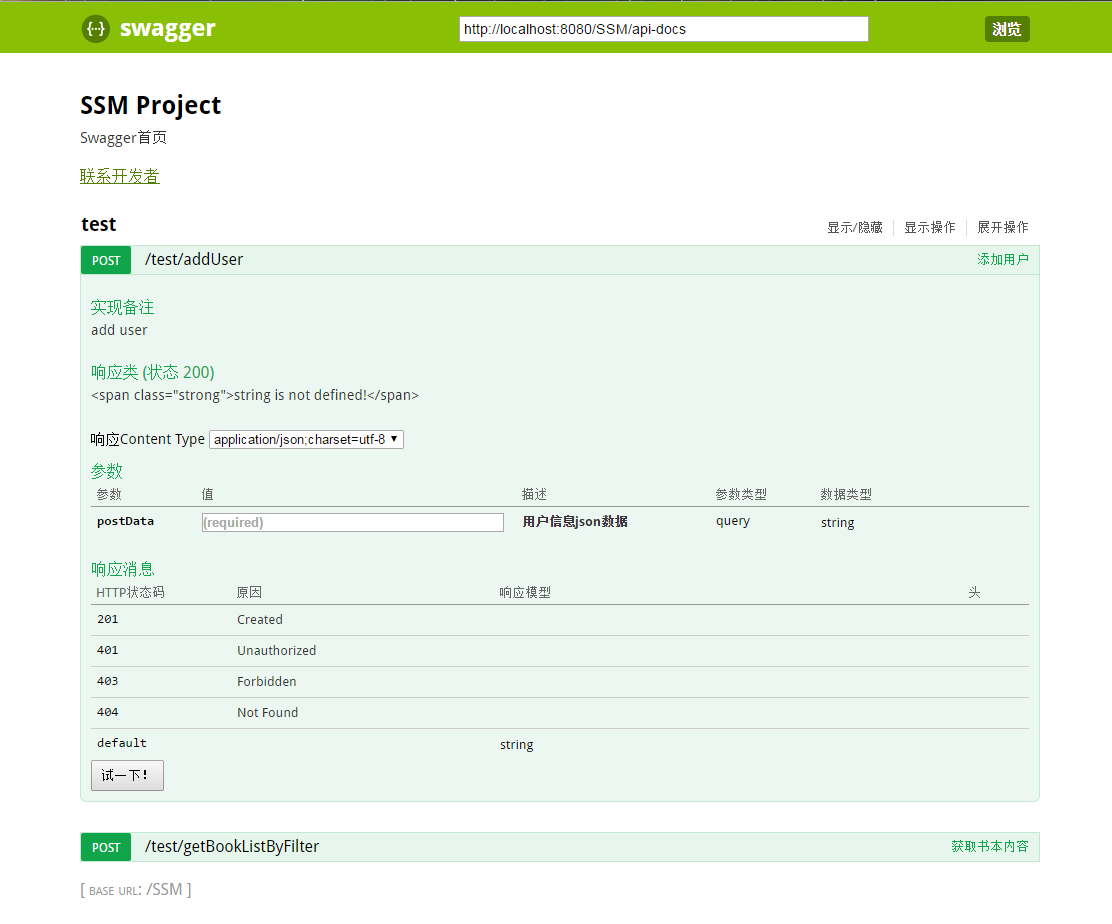 {···} swagger http://localhost:8080/SSM/api-docs 浏览
SSM Project
Swagger首页
联系开发者
test 显示/隐藏 显示操作 展开操作
POST /test/addUser 添加用户
实现备注
add user
响应类 (状态 200)
<span class="strong">string is not defined!</span>
响应Content Type application/json;charset=utf-8
参数
参数 值 描述 参数类型 数据类型
postData (required) 用户信息json数据 query string
响应消息
HTTP状态码 原因 响应模型 头
201 Created
401 Unauthorized
403 Forbidden
404 Not Found
default string
试一下!
POST /test/getBookListByFilter 获取书本内容
[ BASE URL: /SSM ]